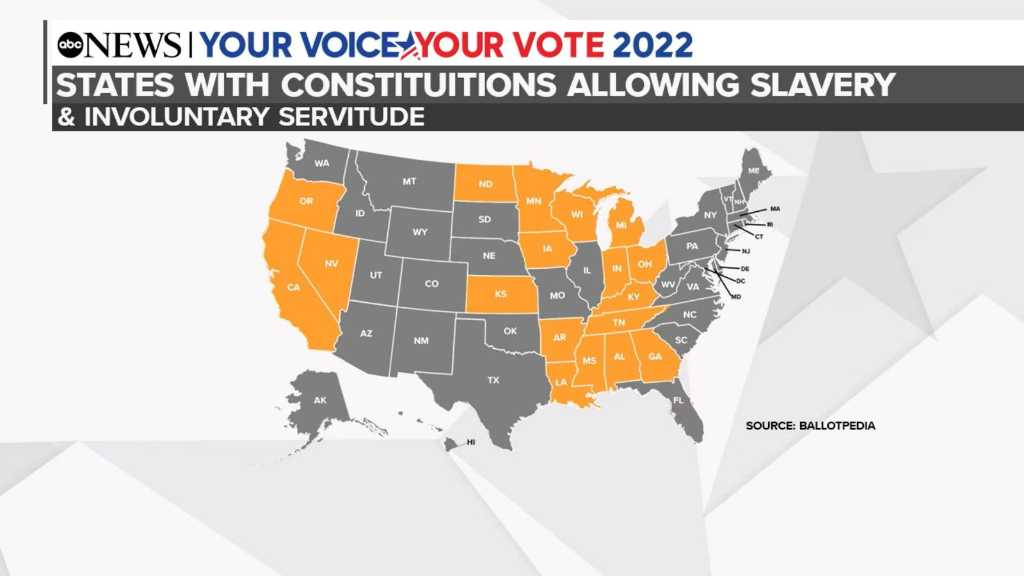 abc NEWS | YOUR VOICE YOUR VOTE 2022
STATES WITH CONSTITUITIONS ALLOWING SLAVERY
& INVOLUNTARY SERVITUDE
WA
MT
ND
MN
ME
OR
ID
SD
WI
MI
VT
NH
NY
MA
RI
CT
WY
IA
NE
PA
NJ
NV
UT
CO
IL
IN
OH
DE
DC
MD
CA
KS
MO
WV
VA
KY
NC
TN
AZ
NM
OK
AR
SC
MS
AL
GA
TX
LA
AK
FL
HI
SOURCE: BALLOTPEDIA